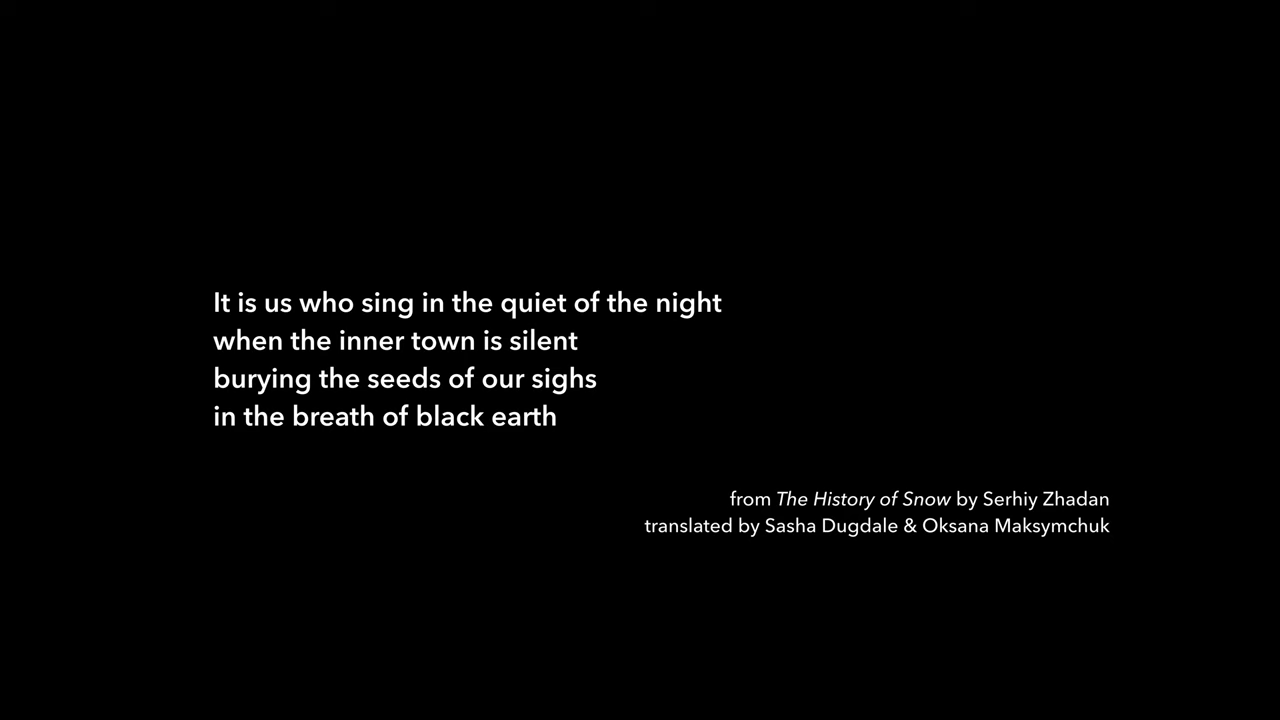 It is us who sing in the quiet of the night
when the inner town is silent
burying the seeds of our sighs
in the breath of black earth
from The History of Snow by Serhiy Zhadan
translated by Sasha Dugdale & Oksana Maksymchuk